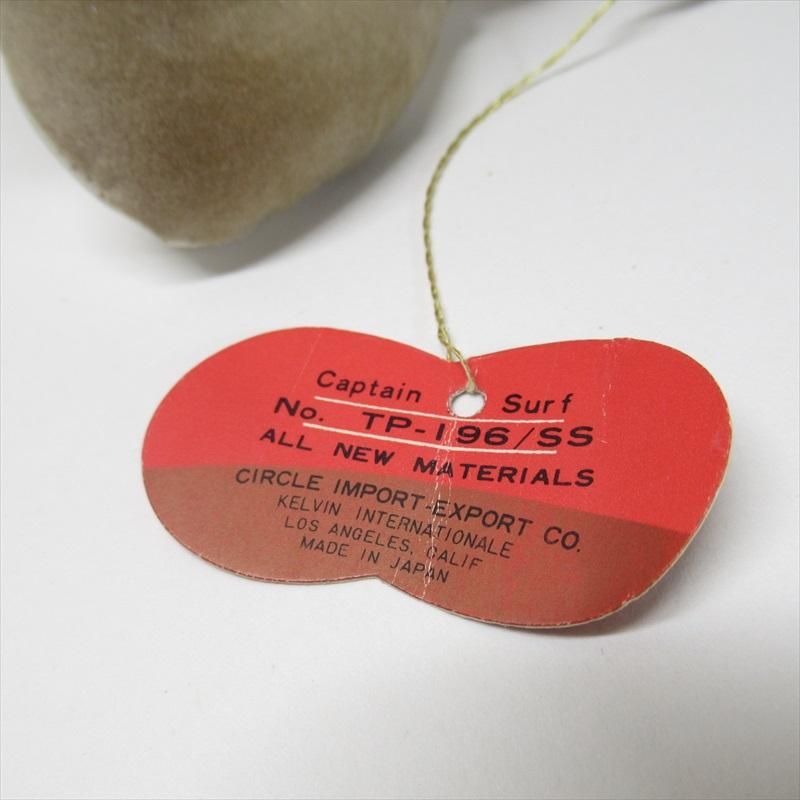 Captain Surf
No. TP-196/SS
ALL NEW MATERIALS
CIRCLE IMPORT-EXPORT CO.
KELVIN INTERNATIONALE
LOS ANGELES, CALIF
MADE IN JAPAN